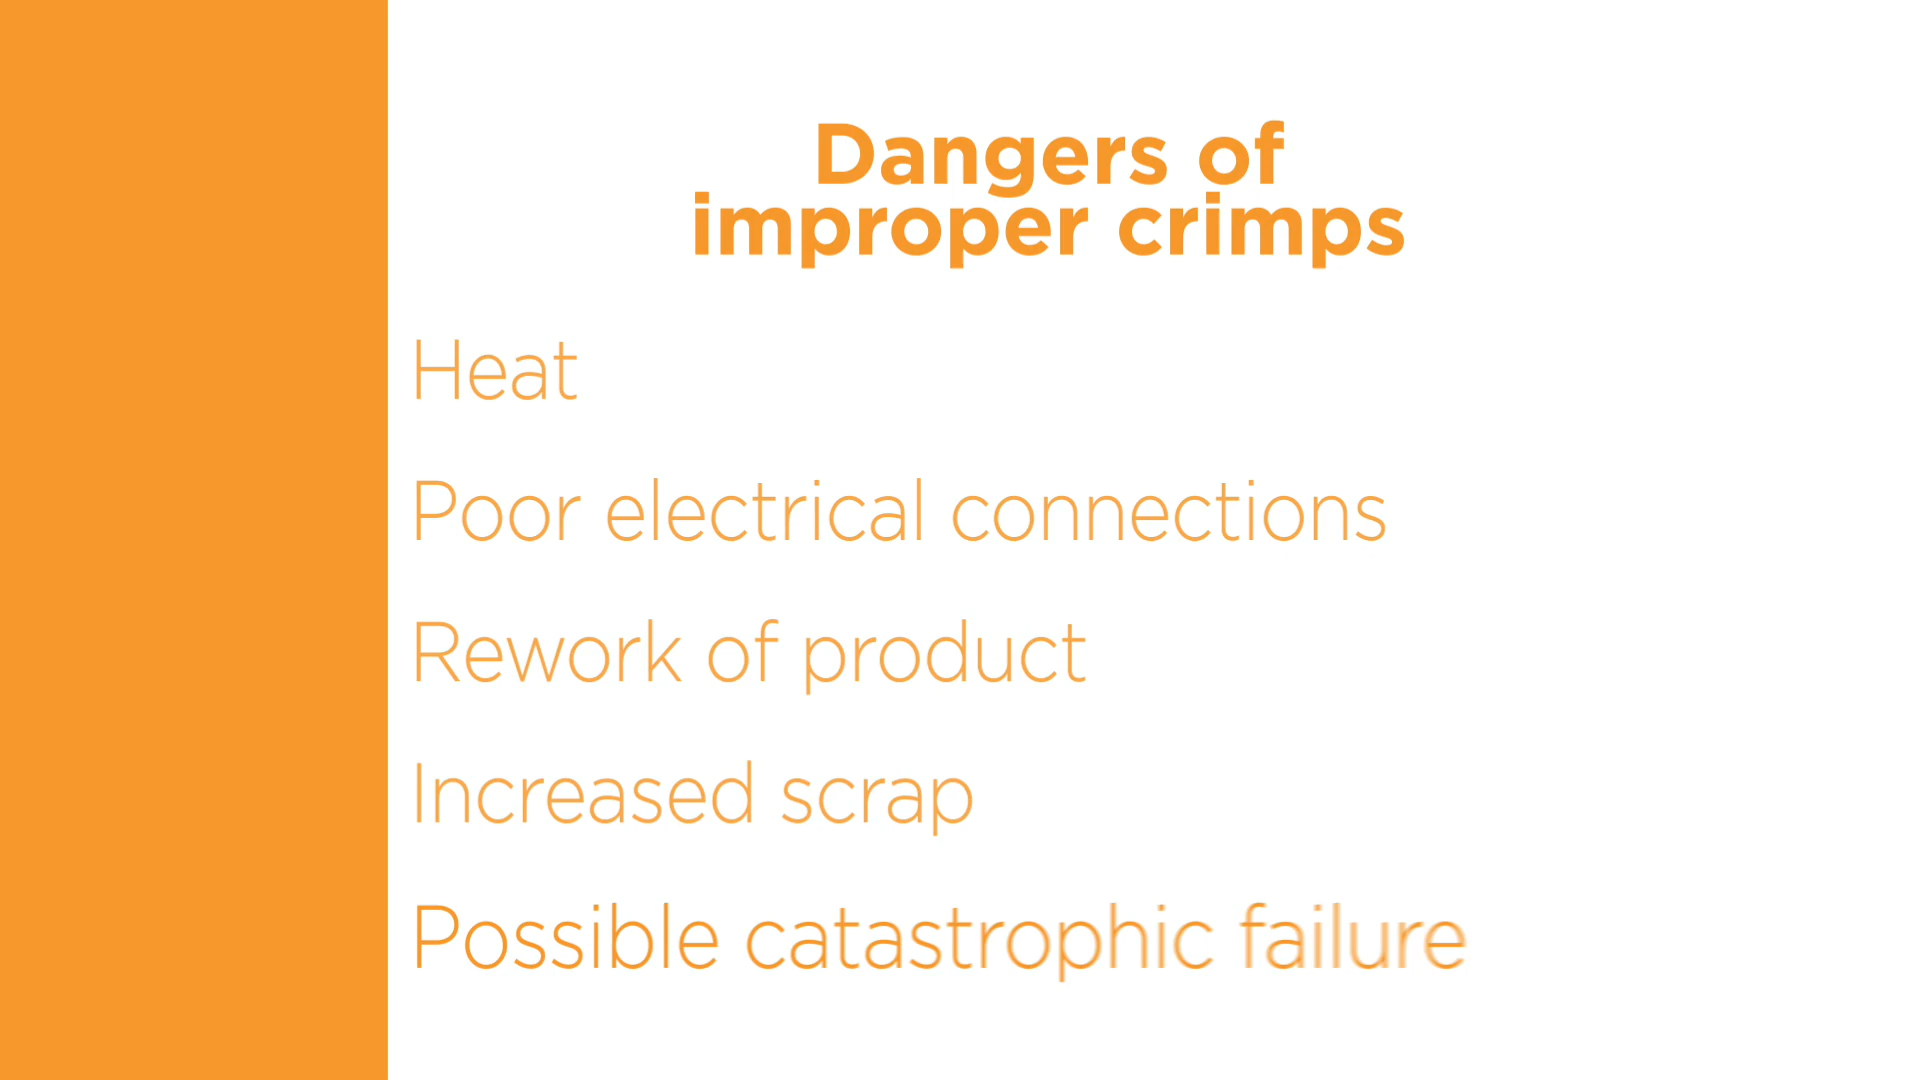 Dangers of
improper crimps
Heat
Poor electrical connections
Rework of product
Increased scrap
Possible catastrophic failure